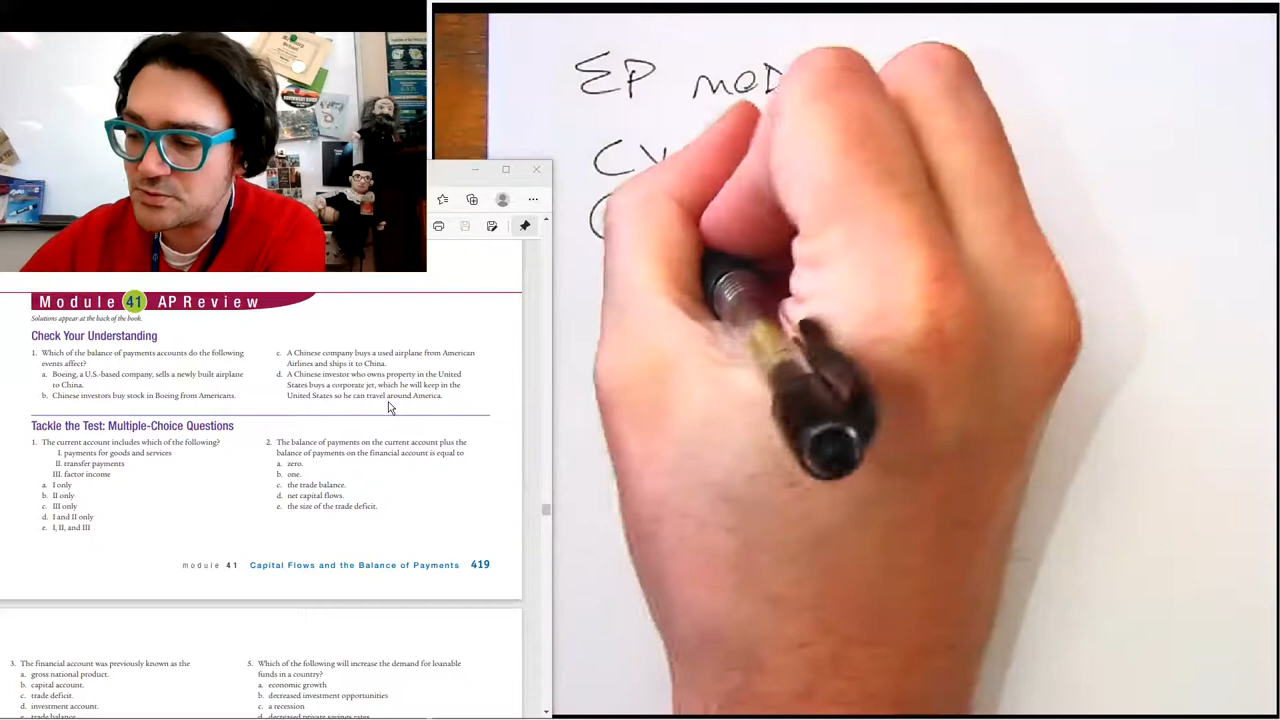 ΣP MOD
CY
Module 41 AP Review
Solutions appear at the back of the book.
Check Your Understanding
1. Which of the balance of payments accounts do the following
events affect?
a. Boeing, a U.S.-based company, sells a newly built airplane
to China.
b. Chinese investors buy stock in Boeing from Americans.
c. A Chinese company buys a used airplane from American
Airlines and ships it to China.
d. A Chinese investor who owns property in the United
States buys a corporate jet, which he will keep in the
United States so he can travel around America.
Tackle the Test: Multiple-Choice Questions
1. The current account includes which of the following?
I. payments for goods and services
II. transfer payments
III. factor income
a. I only
b. II only
c. III only
d. I and II only
e. I, II, and III
2. The balance of payments on the current account plus the
balance of payments on the financial account is equal to
a. zero.
b. one.
c. the trade balance.
d. net capital flows.
e. the size of the trade deficit.
module 41 Capital Flows and the Balance of Payments 419
3. The financial account was previously known as the
a. gross national product.
b. capital account.
c. trade deficit.
d. investment account.
e. trade balance.
5. Which of the following will increase the demand for loanable
funds in a country?
a. economic growth
b. decreased investment opportunities
c. a recession
d. decreased private savings rates